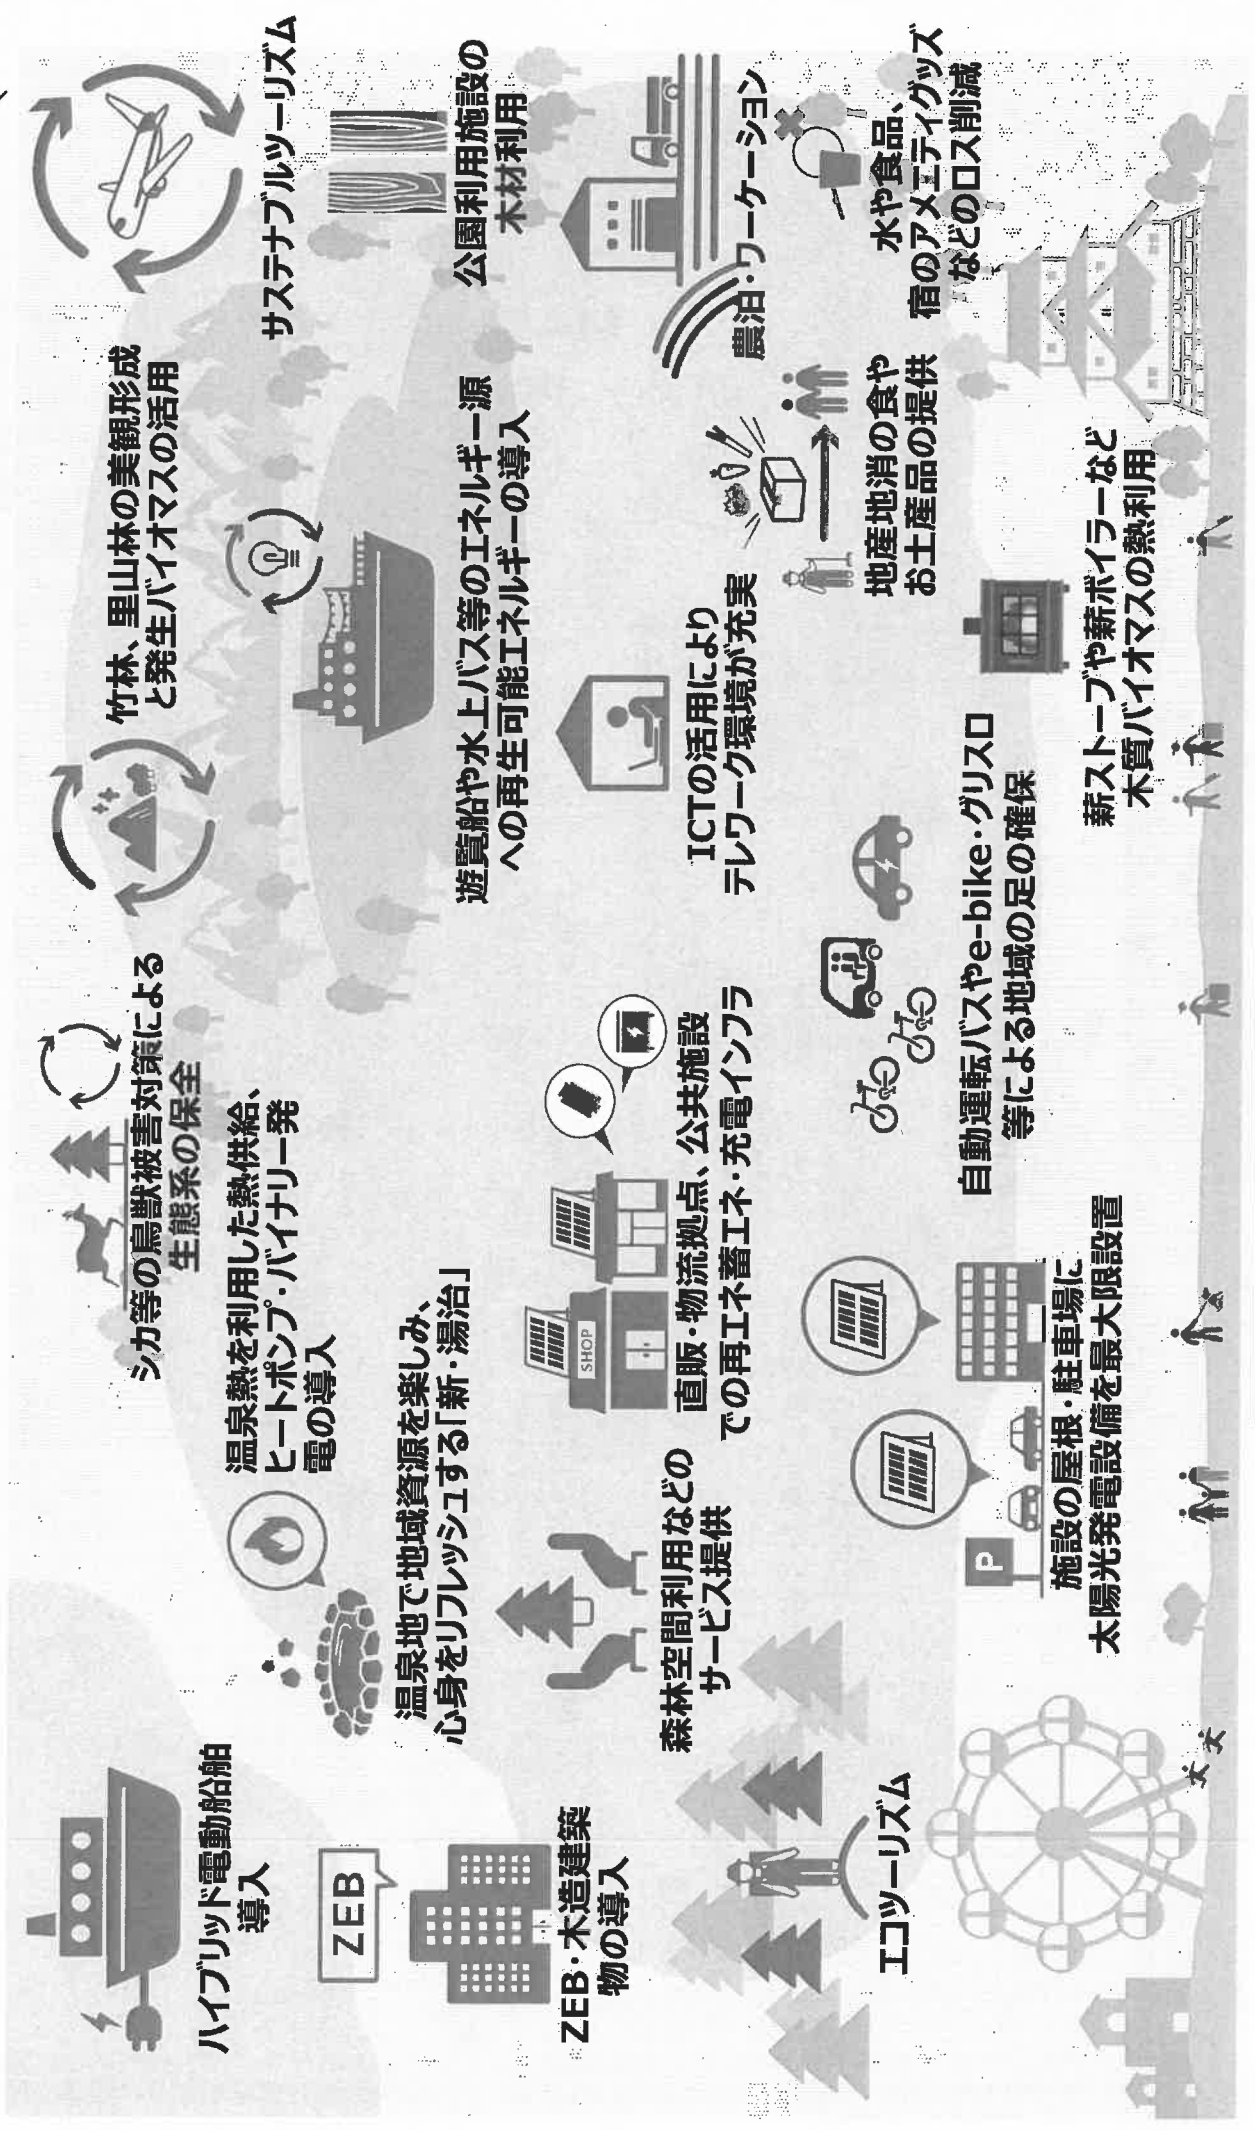 ハイブリッド電動船舶
導入
シカ等の鳥獣被害対策による
生態系の保全
竹林、里山林の美観形成
と発生バイオマスの活用
サステナブルツーリズム
温泉熱を利用した熱供給、
ヒートポンプ・バイナリー発
電の導入
ZEB
ZEB・木造建築
物の導入
温泉地で地域資源を楽しみ、
心身をリフレッシュする「新・湯治」
遊覧船や水上バス等のエネルギー源
への再生可能エネルギーの導入
公園利用施設の
木材利用
森林空間利用などの
サービス提供
SHOP
直販・物流拠点、公共施設
での再エネ蓄エネ・充電インフラ
ICTの活用により
テレワーク環境が充実
農泊・ワーケーション
エコツーリズム
P
施設の屋根・駐車場に
太陽光発電設備を最大限設置
自動運転バスやe-bike・グリスロ
等による地域の足の確保
地産地消の食や
お土産品の提供
水や食品、
宿のアメニティグッズ
などのロス削減
薪ストーブや薪ボイラーなど
木質バイオマスの熱利用